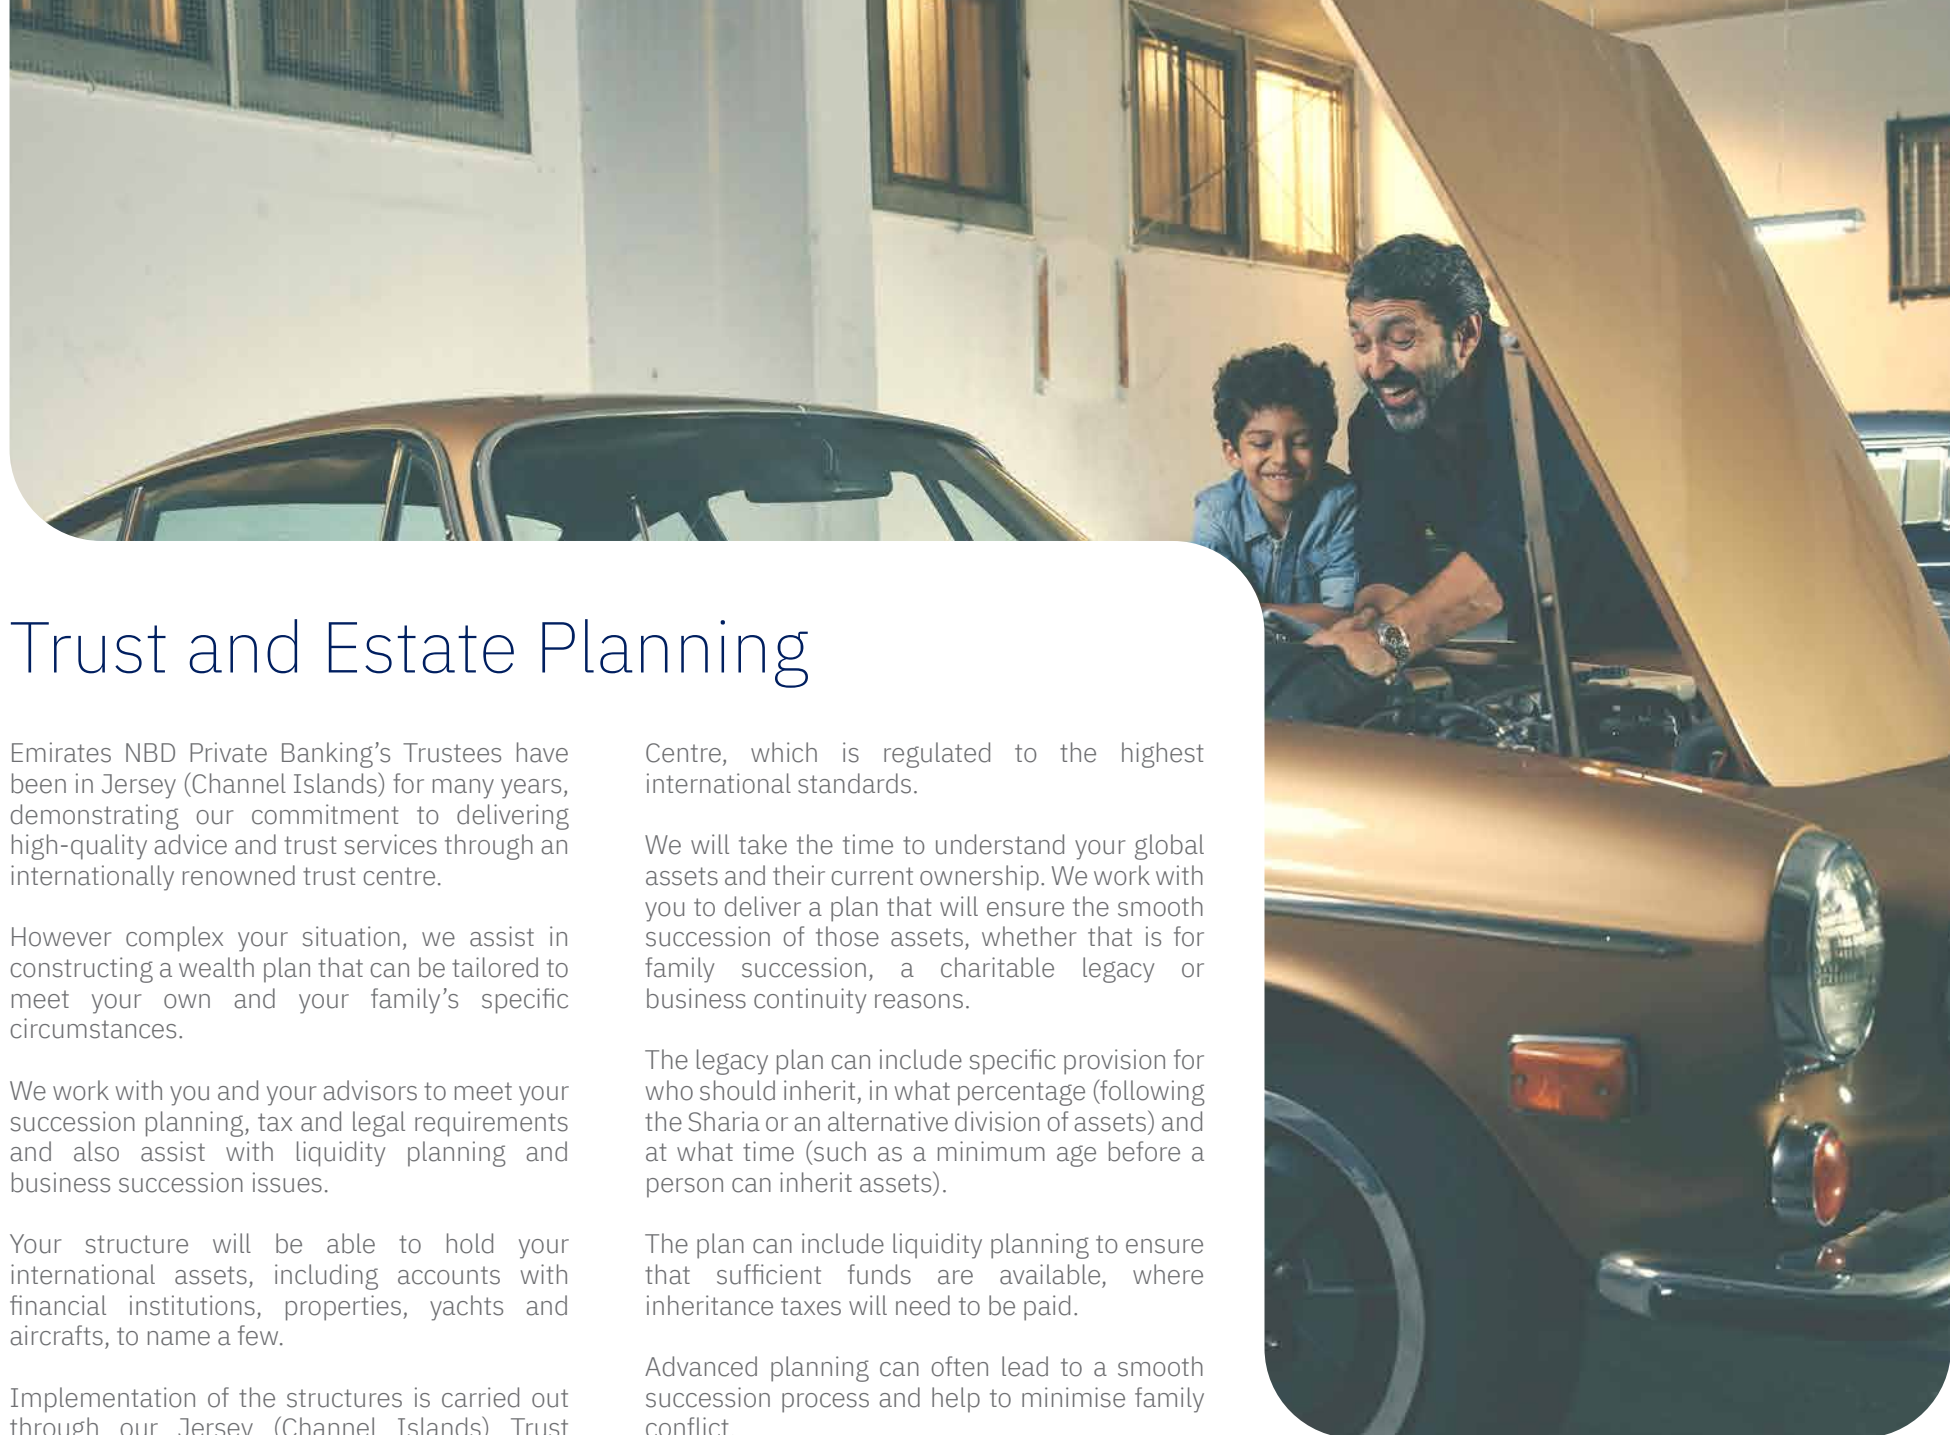 Trust and Estate Planning
Emirates NBD Private Banking’s Trustees have
been in Jersey (Channel Islands) for many years,
demonstrating our commitment to delivering
high-quality advice and trust services through an
internationally renowned trust centre.
However complex your situation, we assist in
constructing a wealth plan that can be tailored to
meet your own and your family’s specific
circumstances.
We work with you and your advisors to meet your
succession planning, tax and legal requirements
and also assist with liquidity planning and
business succession issues.
Your structure will be able to hold your
international assets, including accounts with
financial institutions, properties, yachts and
aircrafts, to name a few.
Implementation of the structures is carried out
through our Jersey (Channel Islands) Trust
Centre, which is regulated to the highest
international standards.
We will take the time to understand your global
assets and their current ownership. We work with
you to deliver a plan that will ensure the smooth
succession of those assets, whether that is for
family succession, a charitable legacy or
business continuity reasons.
The legacy plan can include specific provision for
who should inherit, in what percentage (following
the Sharia or an alternative division of assets) and
at what time (such as a minimum age before a
person can inherit assets).
The plan can include liquidity planning to ensure
that sufficient funds are available, where
inheritance taxes will need to be paid.
Advanced planning can often lead to a smooth
succession process and help to minimise family
conflict